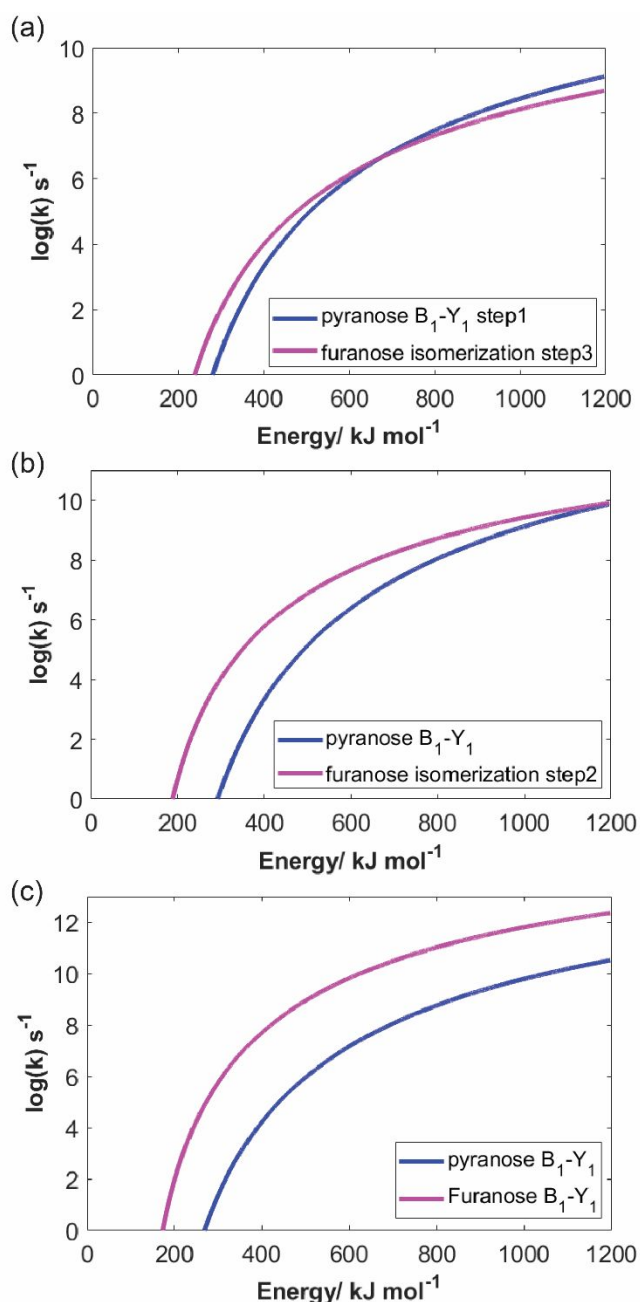 (a)
10
8
6
4
2
0
log(k) s⁻¹
pyranose B₁-Y₁ step1
furanose isomerization step3
0 200 400 600 800 1000 1200
Energy/ kJ mol⁻¹
(b)
10
8
6
4
2
0
log(k) s⁻¹
pyranose B₁-Y₁
furanose isomerization step2
0 200 400 600 800 1000 1200
Energy/ kJ mol⁻¹
(c)
12
10
8
6
4
2
0
log(k) s⁻¹
pyranose B₁-Y₁
Furanose B₁-Y₁
0 200 400 600 800 1000 1200
Energy/ kJ mol⁻¹